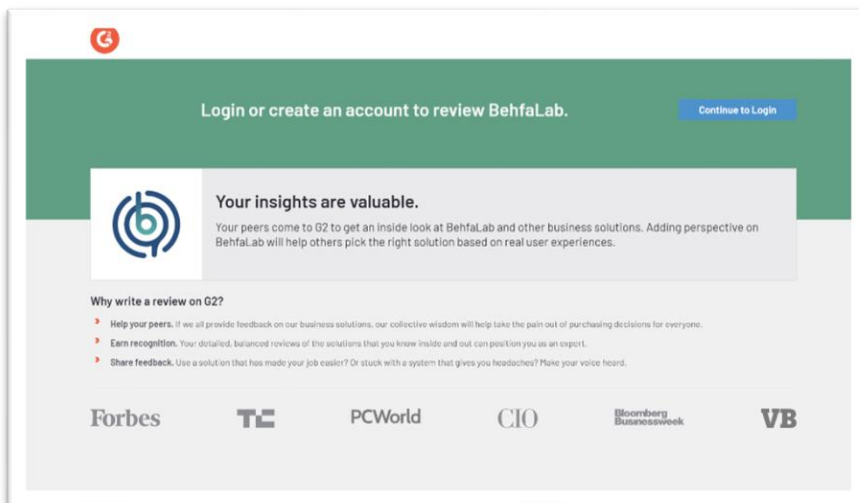 G2
Login or create an account to review BehfaLab.
Continue to Login
b
Your insights are valuable.
Your peers come to G2 to get an inside look at BehfaLab and other business solutions. Adding perspective on
BehfaLab will help others pick the right solution based on real user experiences.
Why write a review on G2?
Help your peers. If we all provide feedback on our business solutions, our collective wisdom will help take the pain out of purchasing decisions for everyone.
Earn recognition. Your detailed, balanced reviews of the solutions that you know inside and out can position you as an expert.
Share feedback. Use a solution that has made your job easier? Or stuck with a system that gives you headaches? Make your voice heard.
Forbes TC PCWorld CIO Bloomberg Businessweek VB